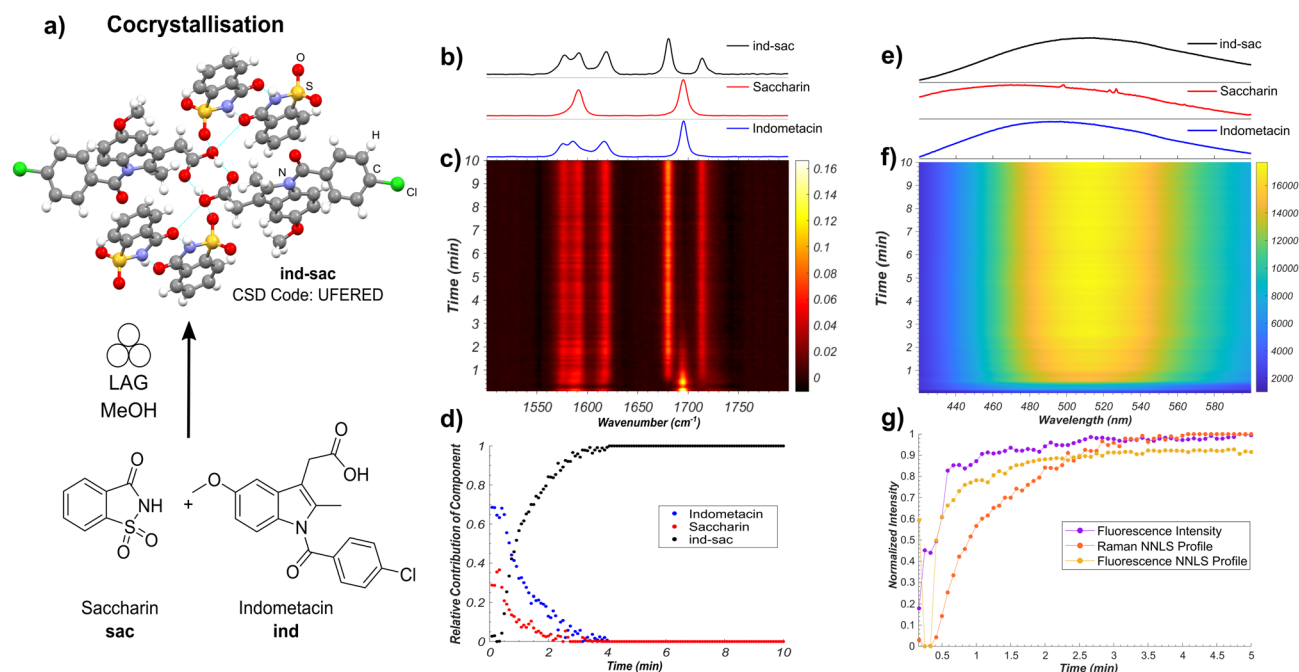 a)
Cocrystallisation
O
S
H
C
N
Cl
ind-sac
CSD Code: UFERED
LAG
MeOH
O
NH
S
O
O
+
O
OH
O
N
O
Cl
Saccharin
sac
Indometacin
ind
b)
ind-sac
Saccharin
Indometacin
c)
10
9
8
7
6
5
4
3
2
1
Time (min)
1550
1600
1650
1700
1750
Wavenumber (cm⁻¹)
0.16
0.14
0.12
0.1
0.08
0.06
0.04
0.02
0
d)
1
0.8
0.6
0.4
0.2
0
Relative Contribution of Component
Indometacin
Saccharin
ind-sac
0
2
4
6
8
10
Time (min)
e)
ind-sac
Saccharin
Indometacin
f)
10
9
8
7
6
5
4
3
2
1
Time (min)
440
460
480
500
520
540
560
580
Wavelength (nm)
16000
14000
12000
10000
8000
6000
4000
2000
g)
1
0.9
0.8
0.7
0.6
0.5
0.4
0.3
0.2
0.1
0
Normalized Intensity
Fluorescence Intensity
Raman NNLS Profile
Fluorescence NNLS Profile
0.5
1
1.5
2
2.5
3
3.5
4
4.5
5
Time (min)